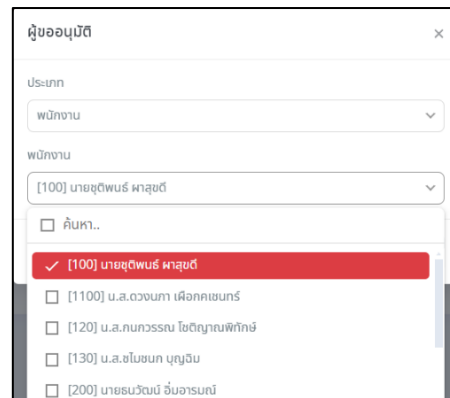 ผู้ขออนุมัติ
ประเภท
พนักงาน
พนักงาน
[100] นายชุติพนธ์ ผาสุขดี
ค้นหา..
[100] นายชุติพนธ์ ผาสุขดี
[1100] น.ส.ดวงนภา เผือกคเชนทร์
[120] น.ส.กนกวรรณ โชติญาณพิทักษ์
[130] น.ส.ชไมชนก บุญฉิม
[200] นายธนวัฒน์ อิ่มอารมณ์